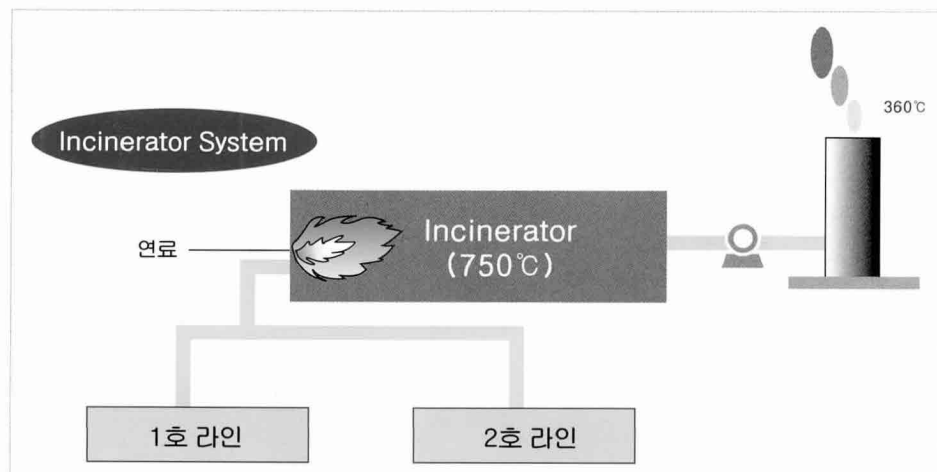 360℃
Incinerator System
연료
Incinerator
(750℃)
1호 라인
2호 라인